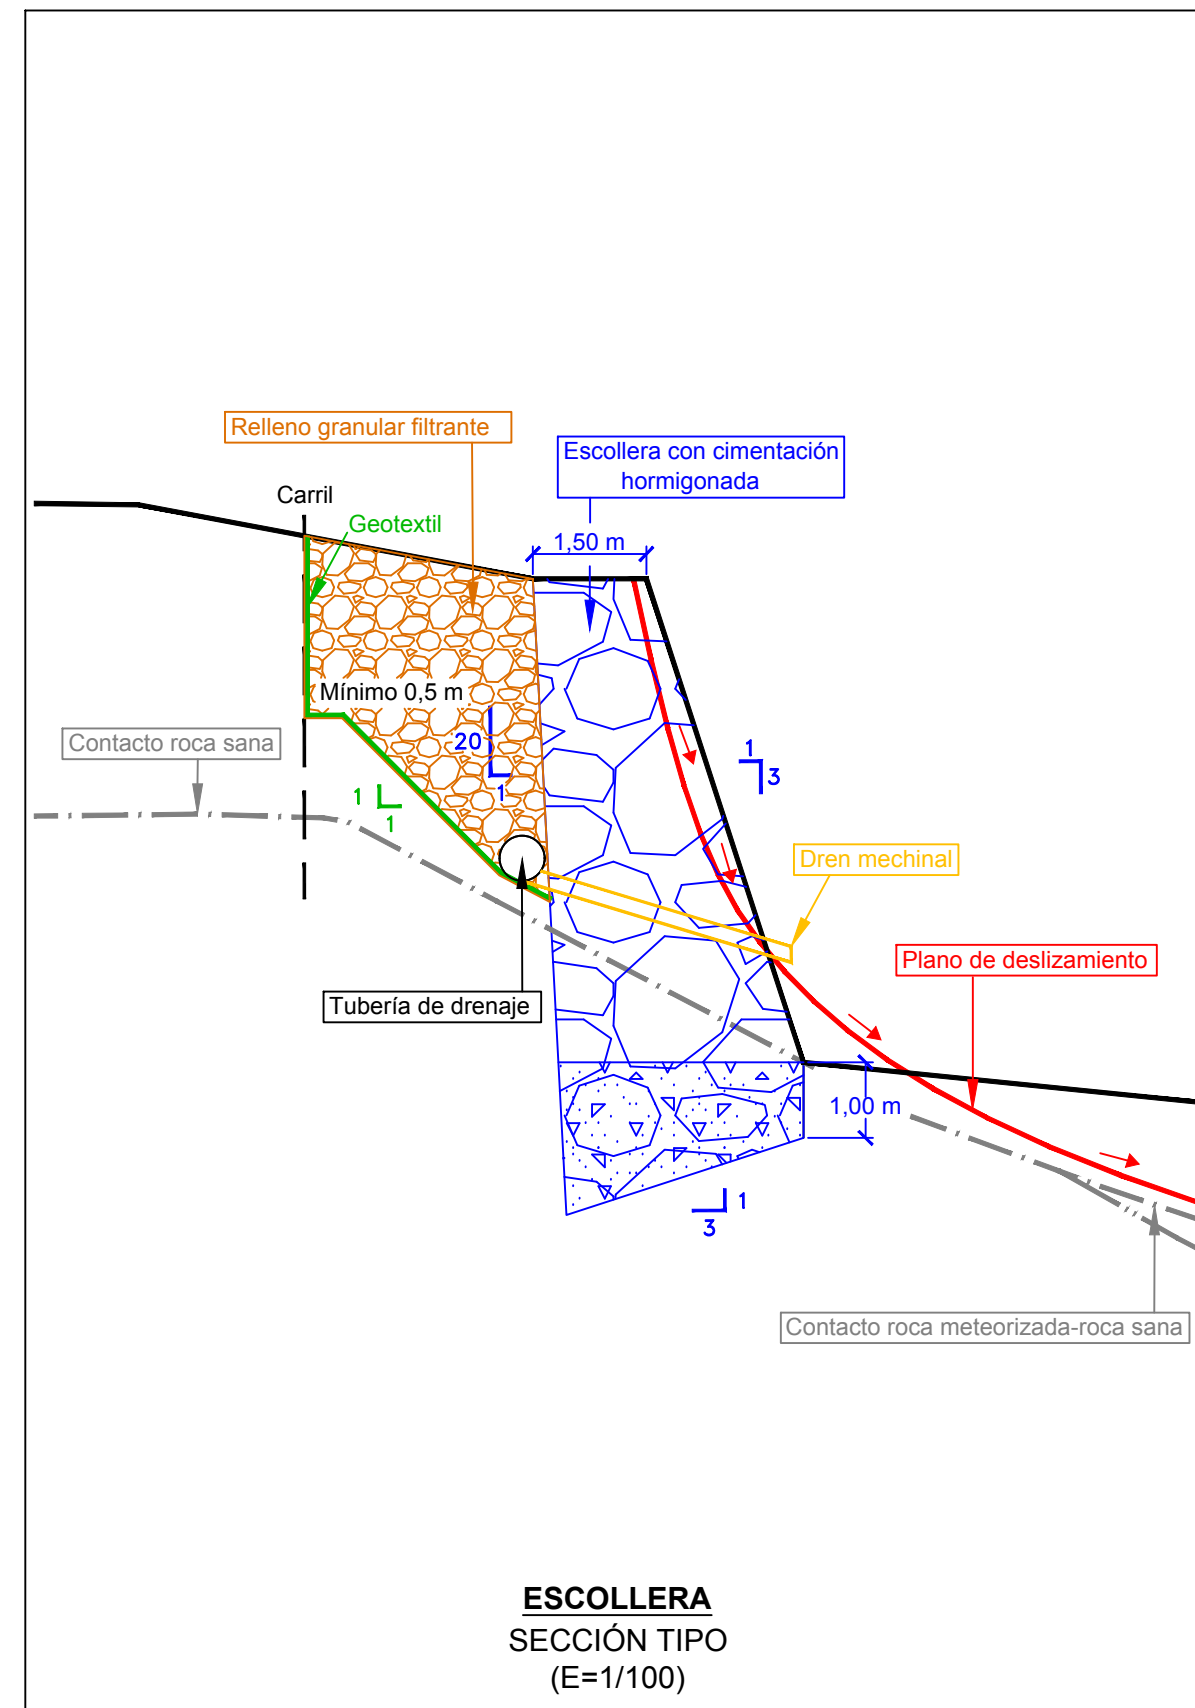 Relleno granular filtrante
Escollera con cimentación
hormigonada
Carril
Geotextil
1,50 m
Mínimo 0,5 m
20
1
Contacto roca sana
1
3
1
1
Dren mechinal
Plano de deslizamiento
Tubería de drenaje
1,00 m
1
3
Contacto roca meteorizada-roca sana
ESCOLLERA
SECCIÓN TIPO
(E=1/100)